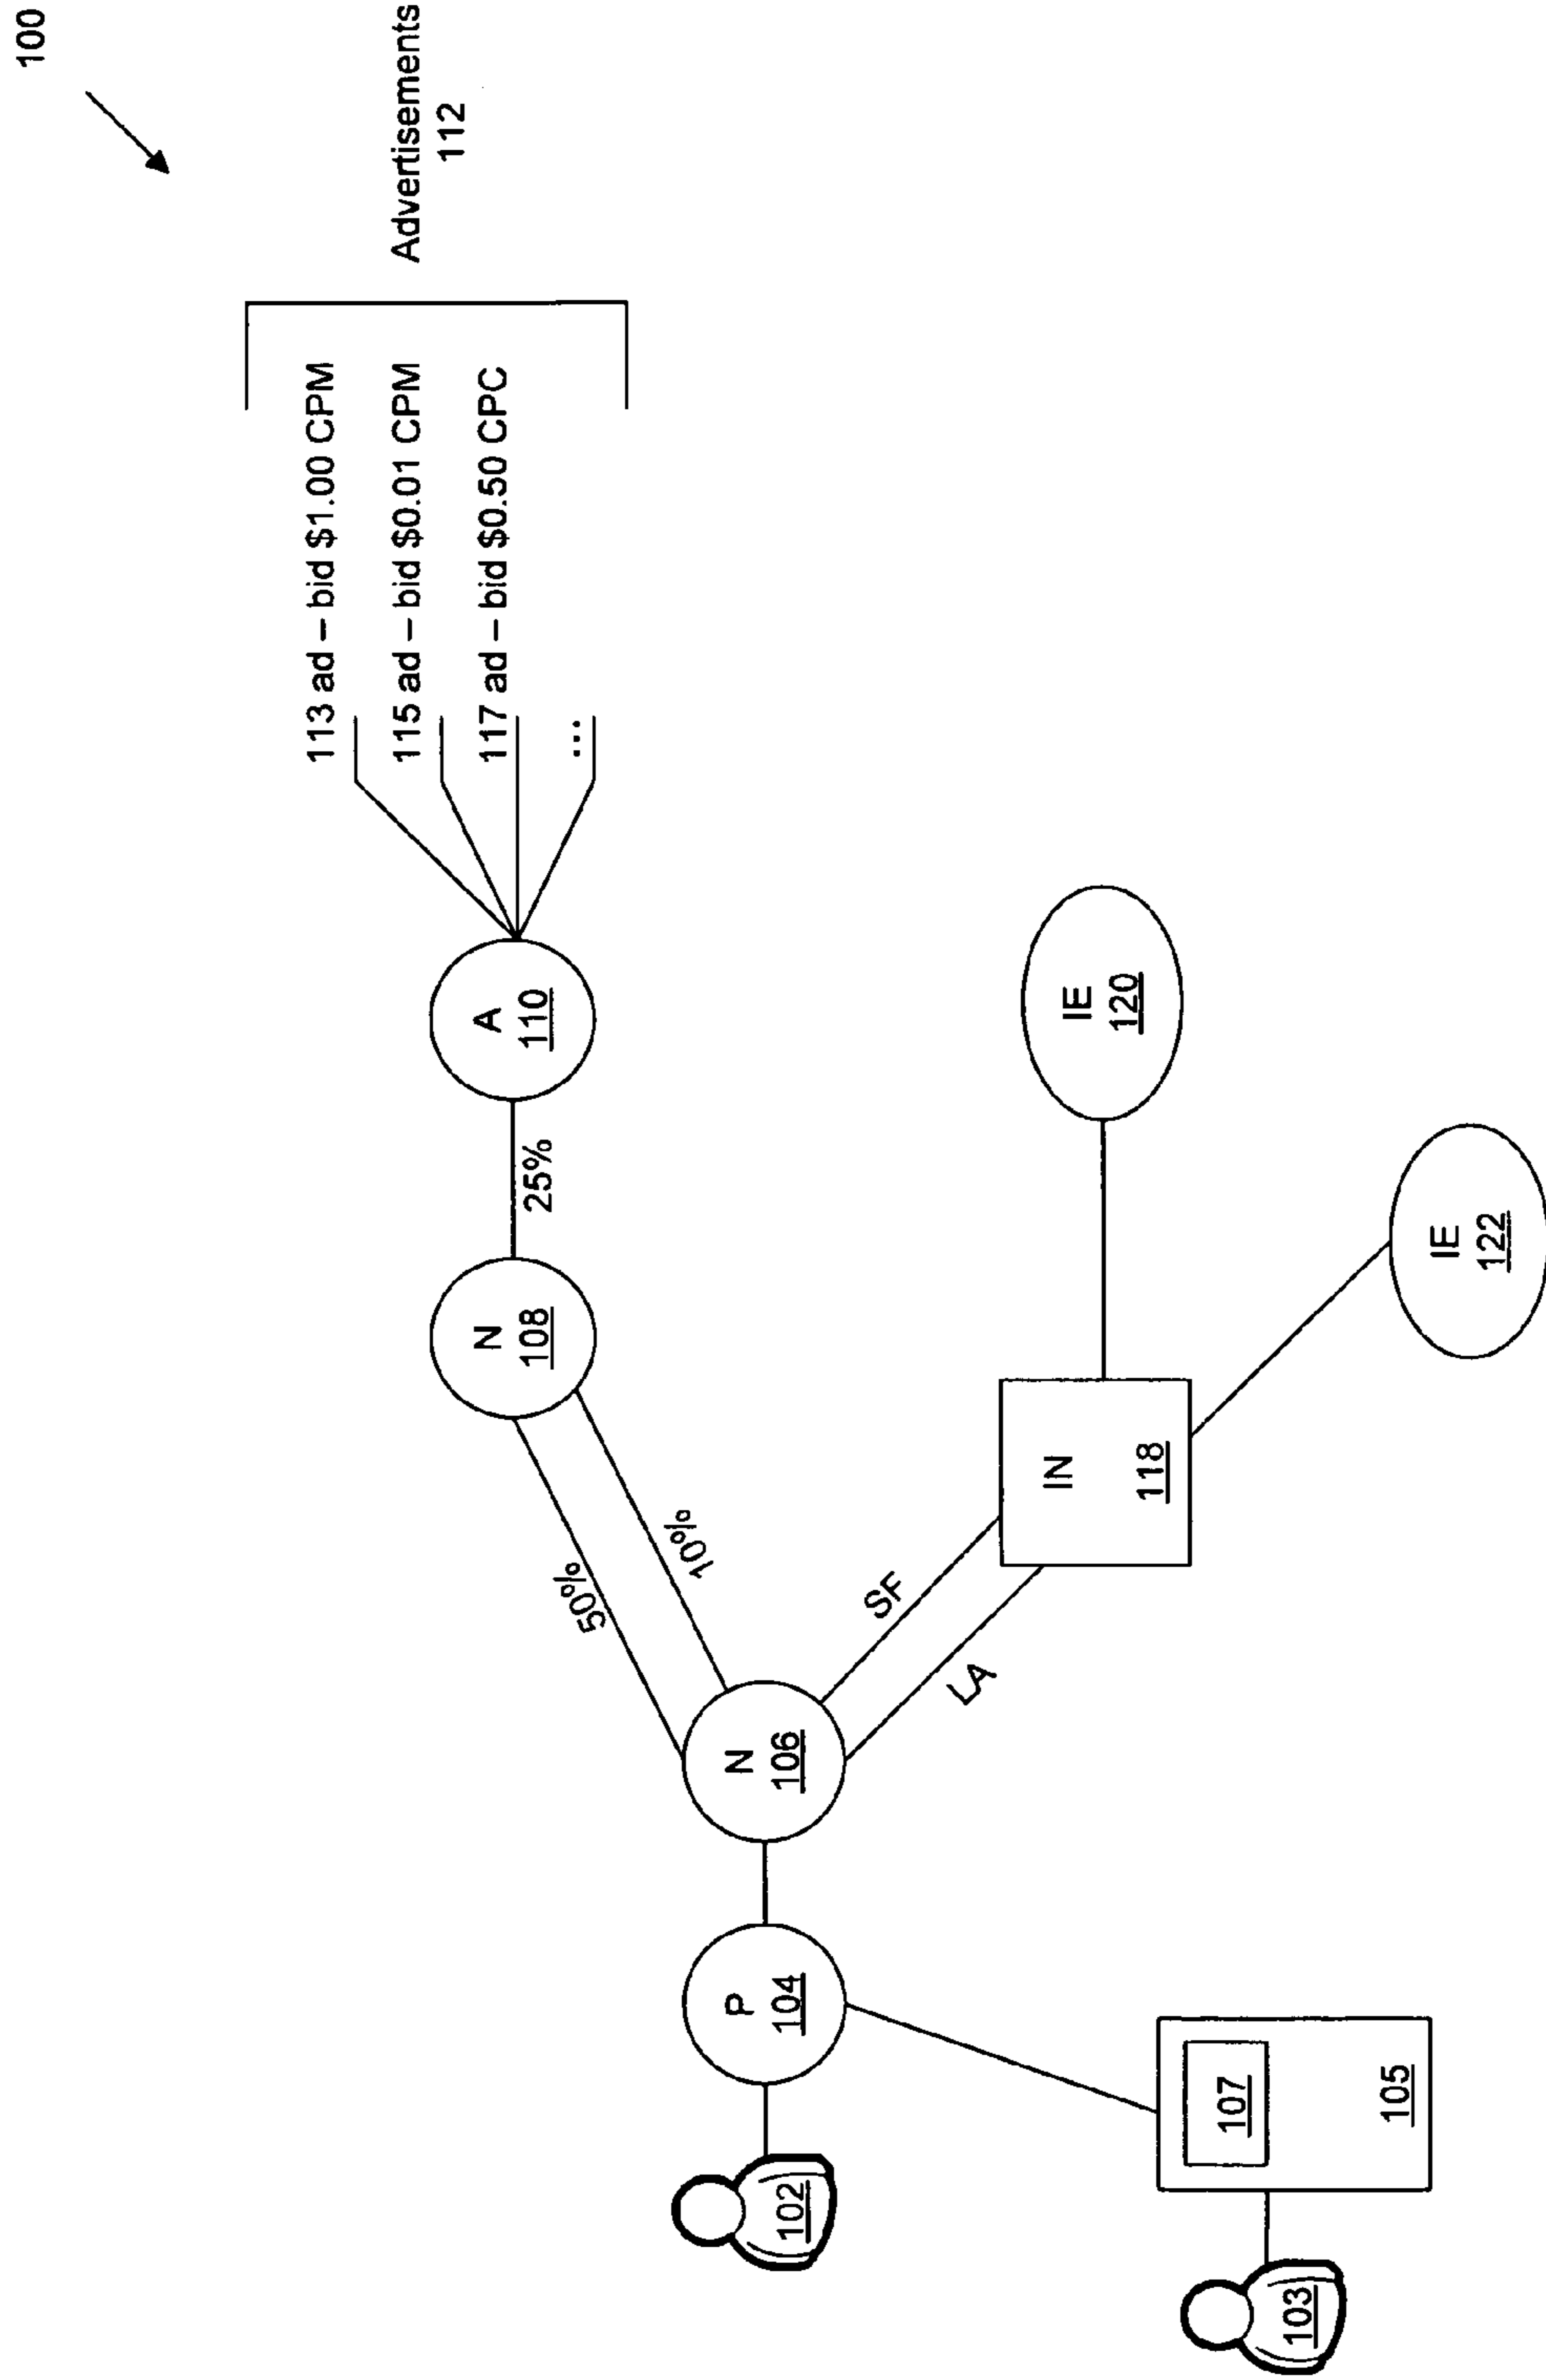 100
Advertisements
112
113 ad – bid $1.00 CPM
115 ad – bid $0.01 CPM
117 ad – bid $0.50 CPC
...
A
110
25%
N
108
50%
10%
N
106
SF
LA
IN
118
IE
120
IE
122
P
104
102
107
105
103